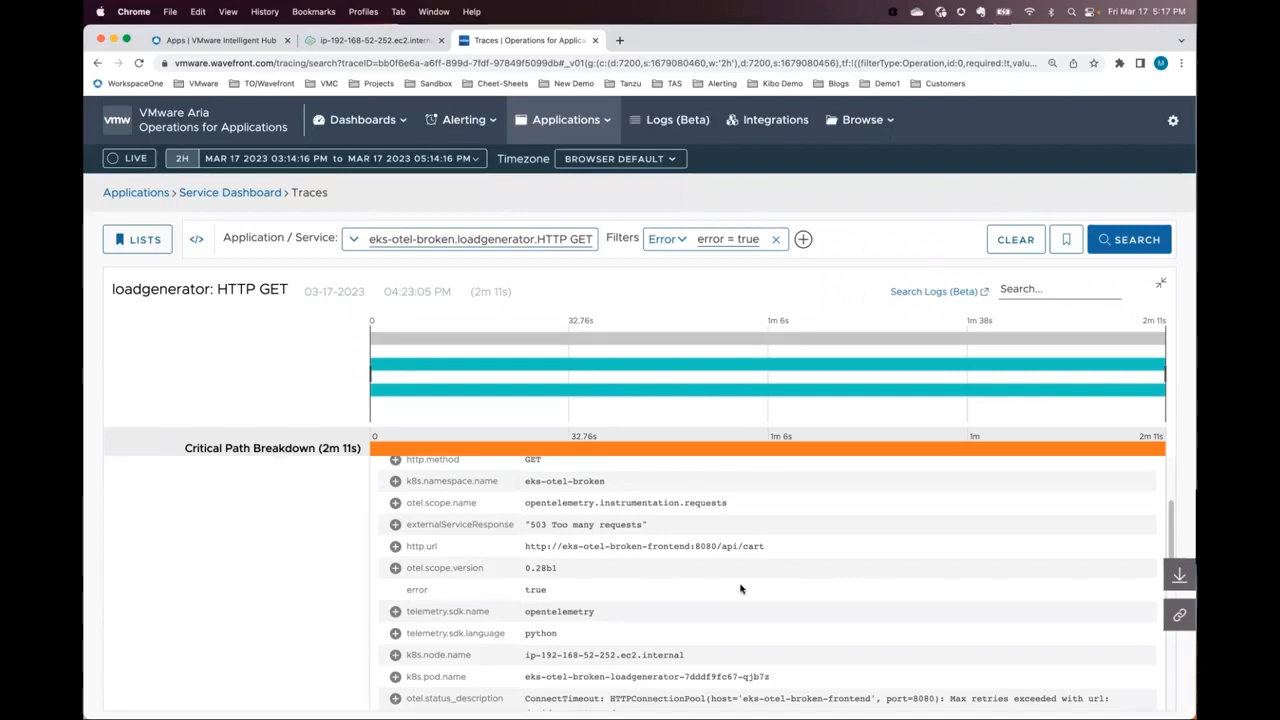 Chrome File Edit View History Bookmarks Profiles Tab Window Help Fri Mar 17 5:17 PM
Apps | VMware Intelligent Hub ip-192-168-52-252.ec2.intern Traces | Operations for Applica
vmware.wavefront.com/tracing/search?traceID=bb0f6e6a-a6ff-899d-7fdf-97849f5099db#_v01(g:(c:(d:7200,s:1679080460,w:'2h'),d:7200,s:1679080456),tf:!((filterType:Operation,id:0,required:!t,valu...
WorkspaceOne VMware TO/Wavefront VMC Projects Sandbox Cheet-Sheets New Demo Tanzu TAS Alerting Kibo Demo Blogs Demo1 Customers
vmw VMware Aria
Operations for Applications
Dashboards Alerting Applications Logs (Beta) Integrations Browse
LIVE 2H MAR 17 2023 03:14:16 PM to MAR 17 2023 05:14:16 PM Timezone BROWSER DEFAULT
Applications > Service Dashboard > Traces
LISTS </> Application / Service: eks-otel-broken.loadgenerator.HTTP GET Filters Error error = true CLEAR SEARCH
loadgenerator: HTTP GET 03-17-2023 04:23:05 PM (2m 11s) Search Logs (Beta) Search...
0 32.76s 1m 6s 1m 38s 2m 11s
0 32.76s 1m 6s 1m 2m 11s
Critical Path Breakdown (2m 11s)
http.method GET
k8s.namespace.name eks-otel-broken
otel.scope.name opentelemetry.instrumentation.requests
externalServiceResponse "503 Too many requests"
http.url http://eks-otel-broken-frontend:8080/api/cart
otel.scope.version 0.28b1
error true
telemetry.sdk.name opentelemetry
telemetry.sdk.language python
k8s.node.name ip-192-168-52-252.ec2.internal
k8s.pod.name eks-otel-broken-loadgenerator-7dddf9fc67-qjb7z
otel.status_description ConnectTimeout: HTTPConnectionPool(host='eks-otel-broken-frontend', port=8080): Max retries exceeded with url: